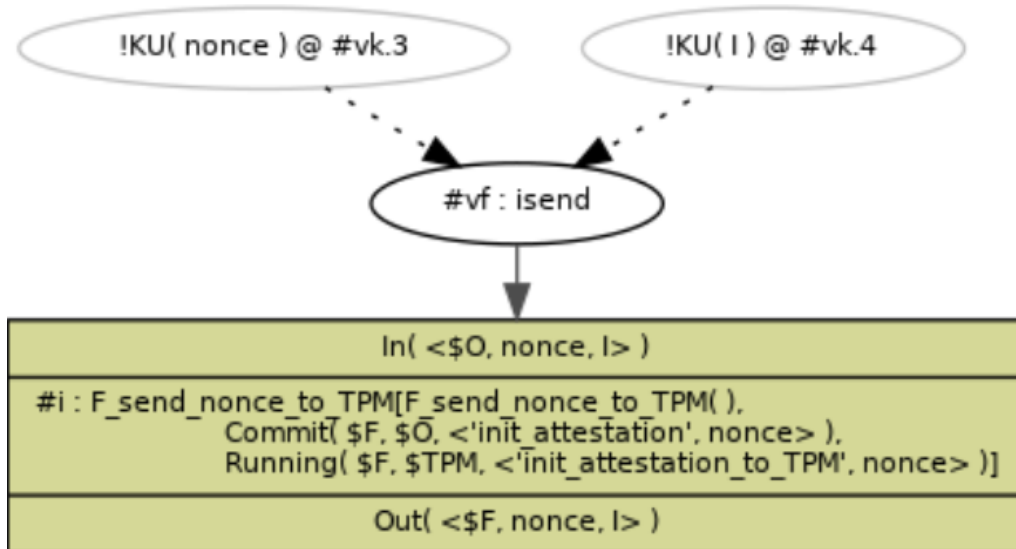 !KU( nonce ) @ #vk.3
!KU( I ) @ #vk.4
#vf : isend
In( <$O, nonce, I> )
#i : F_send_nonce_to_TPM[F_send_nonce_to_TPM( ),
Commit( $F, $O, <'init_attestation', nonce> ),
Running( $F, $TPM, <'init_attestation_to_TPM', nonce> )]
Out( <$F, nonce, I> )